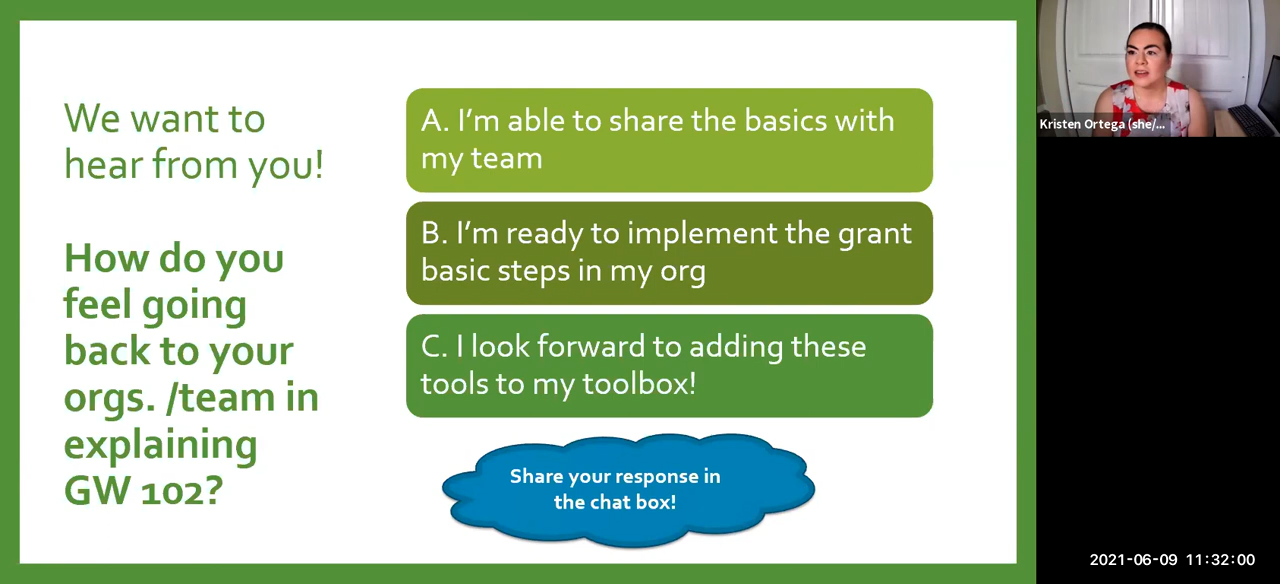 We want to
hear from you!
How do you
feel going
back to your
orgs. /team in
explaining
GW 102?
A. I'm able to share the basics with
my team
B. I'm ready to implement the grant
basic steps in my org
C. I look forward to adding these
tools to my toolbox!
Share your response in
the chat box!
Kristen Ortega (she/...
2021-06-09 11:32:00